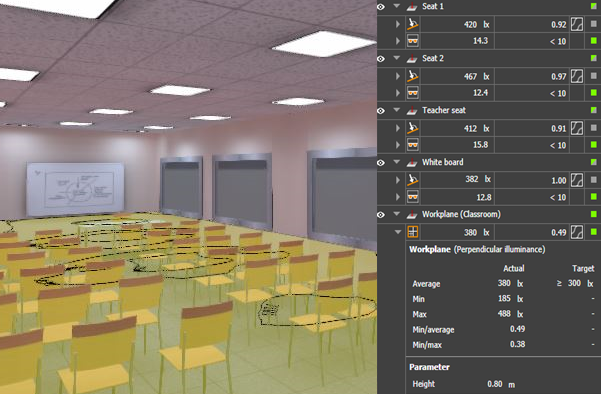 Seat 1
420 lx 0.92
14.3 < 10
Seat 2
467 lx 0.97
12.4 < 10
Teacher seat
412 lx 0.91
15.8 < 10
White board
382 lx 1.00
12.8 < 10
Workplane (Classroom)
380 lx 0.49
Workplane (Perpendicular illuminance)
Actual Target
Average 380 lx ≥ 300 lx
Min 185 lx -
Max 488 lx -
Min/average 0.49 -
Min/max 0.38 -
Parameter
Height 0.80 m